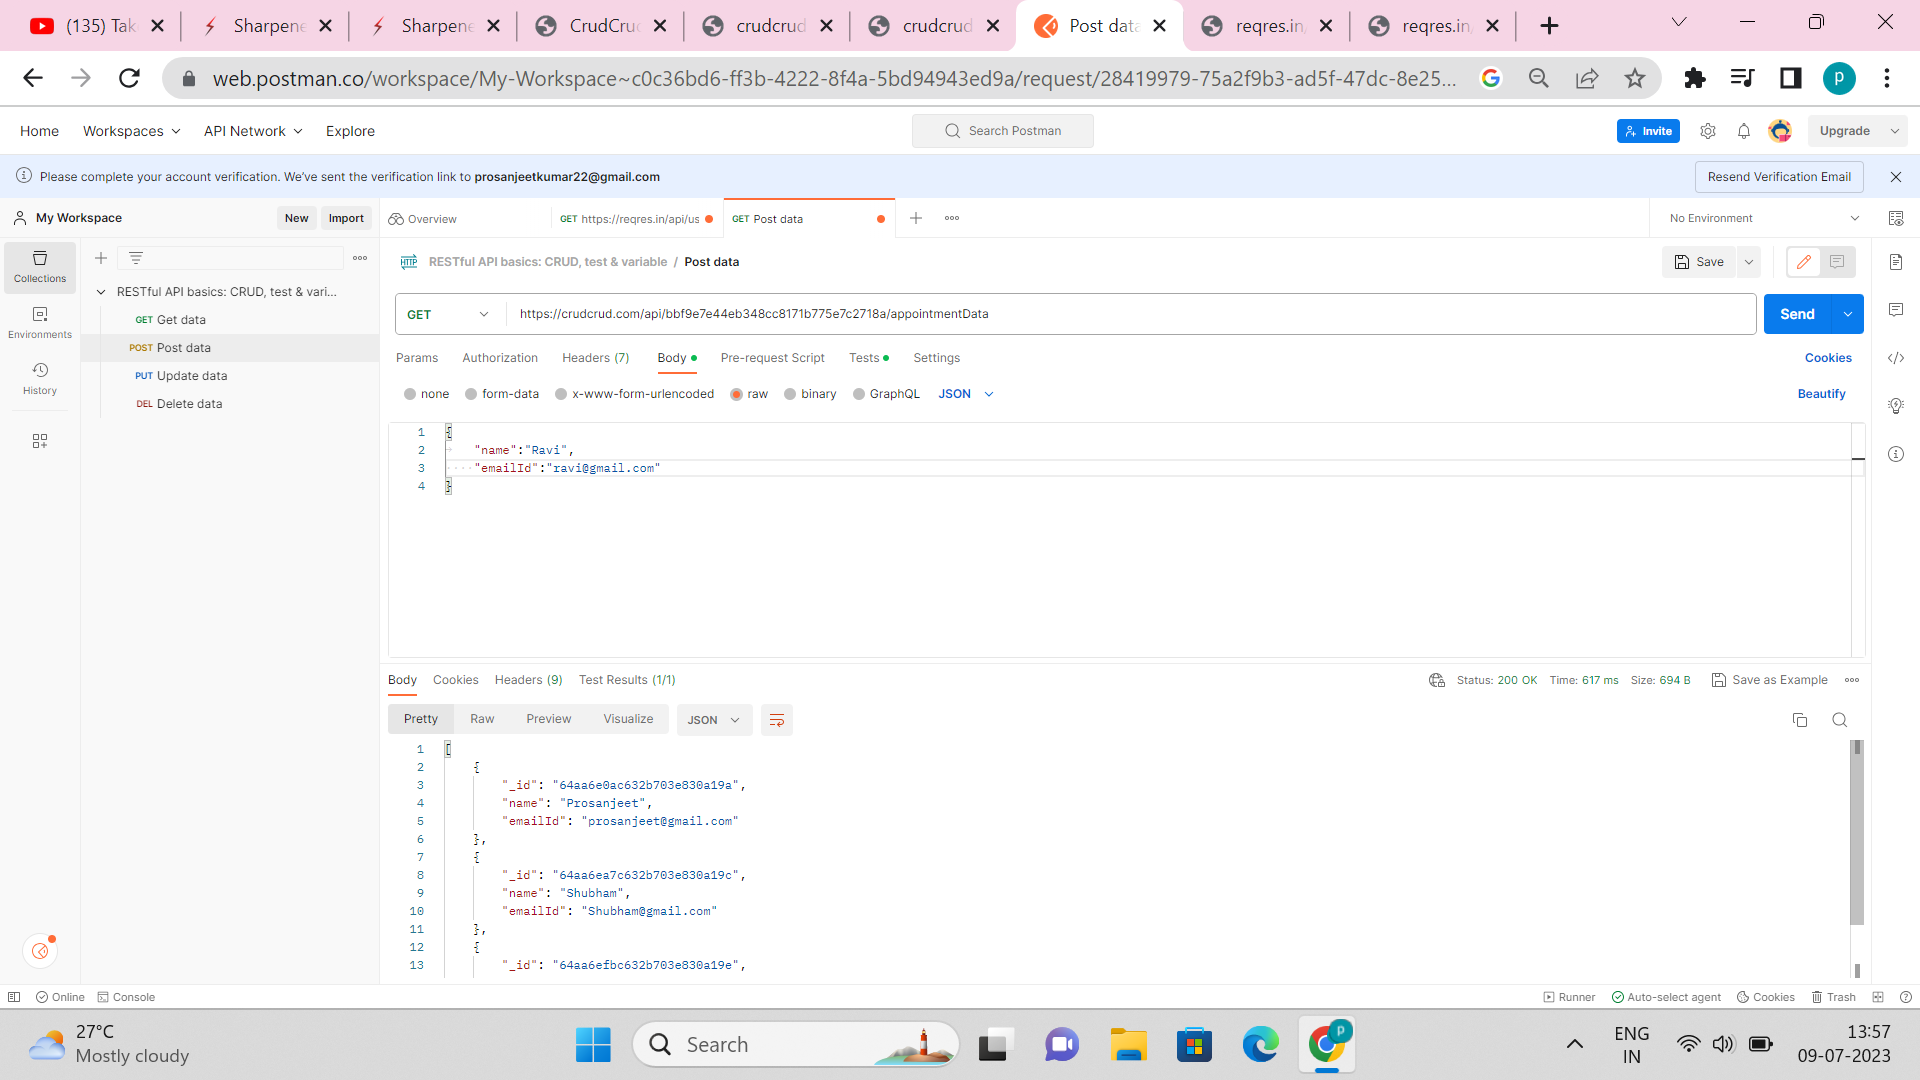 (135) Tak
Sharpene
Sharpene
CrudCru
crudcrud
crudcrud
Post data
reqres.in/
reqres.in/
web.postman.co/workspace/My-Workspace~c0c36bd6-ff3b-4222-8f4a-5bd94943ed9a/request/28419979-75a2f9b3-ad5f-47dc-8e25...
P
Home Workspaces API Network Explore
Search Postman
Invite
Upgrade
Please complete your account verification. We've sent the verification link to prosanjeetkumar22@gmail.com
Resend Verification Email
My Workspace New Import
Overview
GET https://reqres.in/api/us
GET Post data
No Environment
Collections
Environments
History
RESTful API basics: CRUD, test & vari...
GET Get data
POST Post data
PUT Update data
DEL Delete data
HTTP RESTful API basics: CRUD, test & variable / Post data
Save
GET https://crudcrud.com/api/bbf9e7e44eb348cc8171b775e7c2718a/appointmentData
Send
Params Authorization Headers (7) Body Pre-request Script Tests Settings
Cookies
none form-data x-www-form-urlencoded raw binary GraphQL JSON
Beautify
1 {
2 "name":"Ravi",
3 "emailId":"ravi@gmail.com"
4 }
Body Cookies Headers (9) Test Results (1/1)
Status: 200 OK Time: 617 ms Size: 694 B Save as Example
Pretty Raw Preview Visualize JSON
1 [
2 {
3 "_id": "64aa6e0ac632b703e830a19a",
4 "name": "Prosanjeet",
5 "emailId": "prosanjeet@gmail.com"
6 },
7 {
8 "_id": "64aa6ea7c632b703e830a19c",
9 "name": "Shubham",
10 "emailId": "Shubham@gmail.com"
11 },
12 {
13 "_id": "64aa6efbc632b703e830a19e",
Online Console
Runner Auto-select agent Cookies Trash
27°C
Mostly cloudy
Search
P
ENG
IN
13:57
09-07-2023